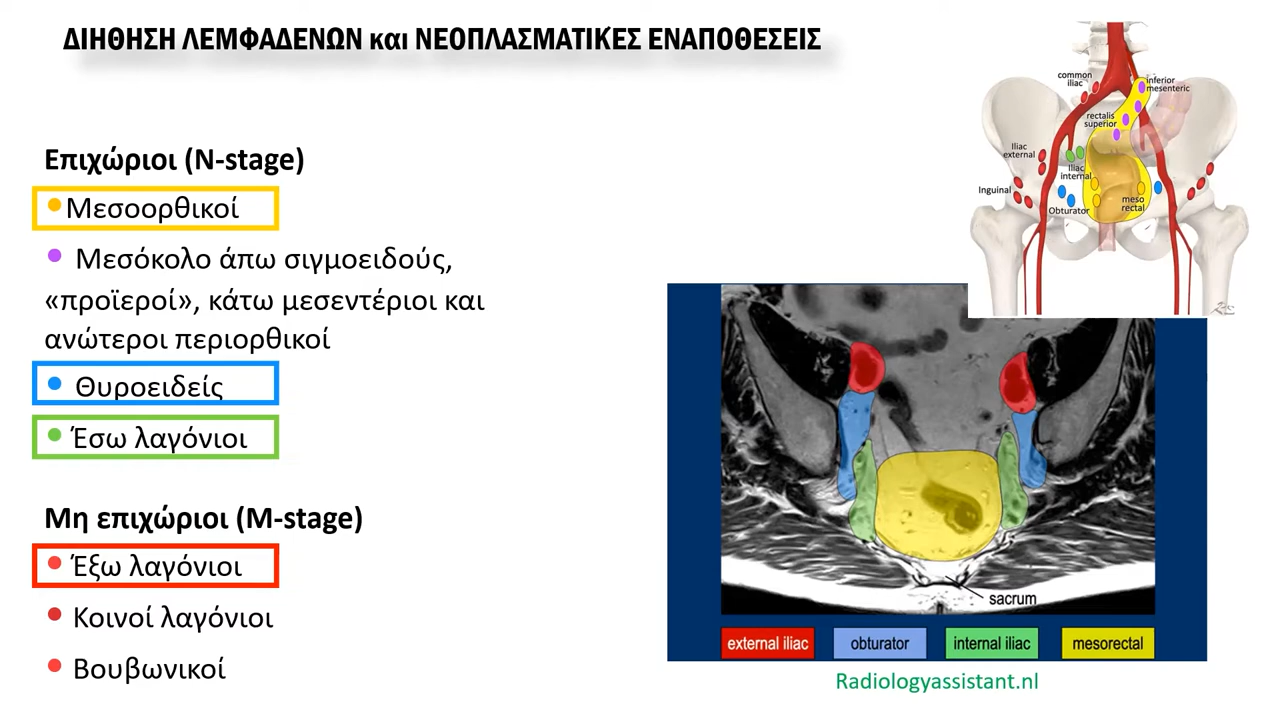 ΔΙΗΘΗΣΗ ΛΕΜΦΑΔΕΝΩΝ και ΝΕΟΠΛΑΣΜΑΤΙΚΕΣ ΕΝΑΠΟΘΕΣΕΙΣ
Επιχώριοι (N-stage)
•Μεσοορθικοί
• Μεσόκολο άπω σιγμοειδούς,
«προϊεροί», κάτω μεσεντέριοι και
ανώτεροι περιορθικοί
• Θυροειδείς
• Έσω λαγόνιοι
Μη επιχώριοι (M-stage)
• Έξω λαγόνιοι
• Κοινοί λαγόνιοι
• Βουβωνικοί
common
iliac
inferior
mesenteric
rectalis
superior
Iliac
external
Iliac
internal
Inguinal
Obturator
meso
rectal
sacrum
external iliac
obturator
internal iliac
mesorectal
Radiologyassistant.nl